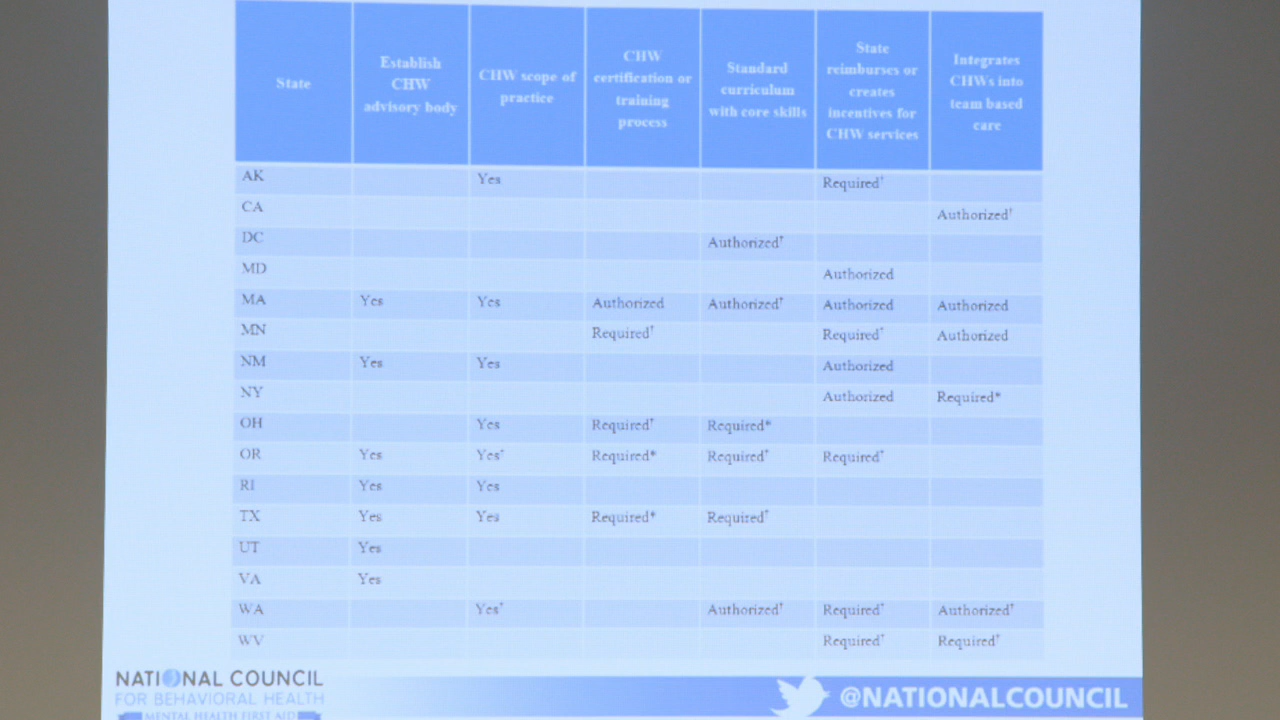 State Establish CHW advisory body CHW scope of practice CHW certification or training process Standard curriculum with core skills State reimburses or creates incentives for CHW services Integrates CHWs into team based care
AK Yes Required†
CA Authorized†
DC Authorized†
MD Authorized
MA Yes Yes Authorized Authorized† Authorized Authorized
MN Required† Required† Authorized
NM Yes Yes Authorized
NY Authorized Required*
OH Yes Required† Required*
OR Yes Yes† Required* Required† Required†
RI Yes Yes
TX Yes Yes Required* Required†
UT Yes
VA Yes
WA Yes† Authorized† Required† Authorized†
WV Required† Required†
NATIONAL COUNCIL
FOR BEHAVIORAL HEALTH
MENTAL HEALTH FIRST AID
@NATIONALCOUNCIL